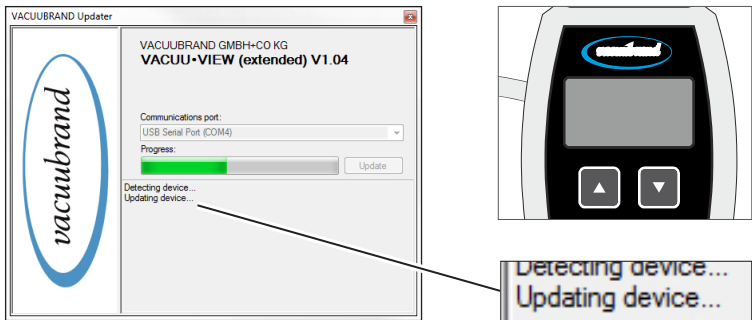 VACUUBRAND Updater
vacuubrand
VACUUBRAND GMBH+CO KG
VACUU•VIEW (extended) V1.04
Communications port:
USB Serial Port (COM4)
Progress:
Update
Detecting device...
Updating device...
vacuubrand
Detecting device...
Updating device...